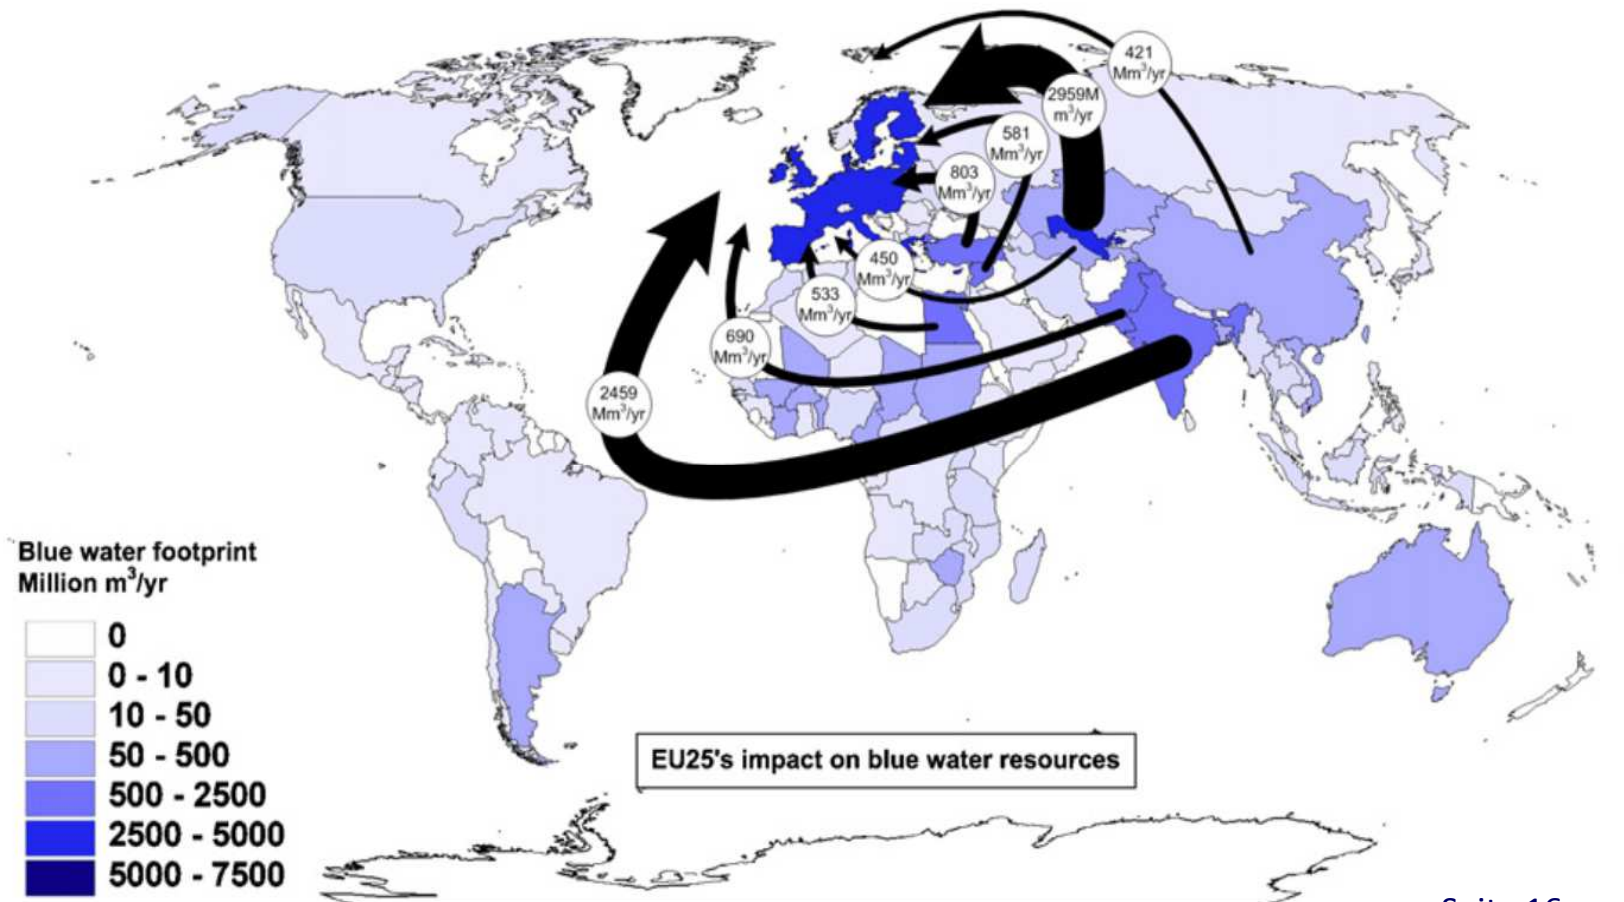 421
Mm³/yr
2959M
m³/yr
581
Mm³/yr
803
Mm³/yr
450
Mm³/yr
533
Mm³/yr
690
Mm³/yr
2459
Mm³/yr
Blue water footprint
Million m³/yr
0
0 - 10
10 - 50
50 - 500
500 - 2500
2500 - 5000
5000 - 7500
EU25's impact on blue water resources